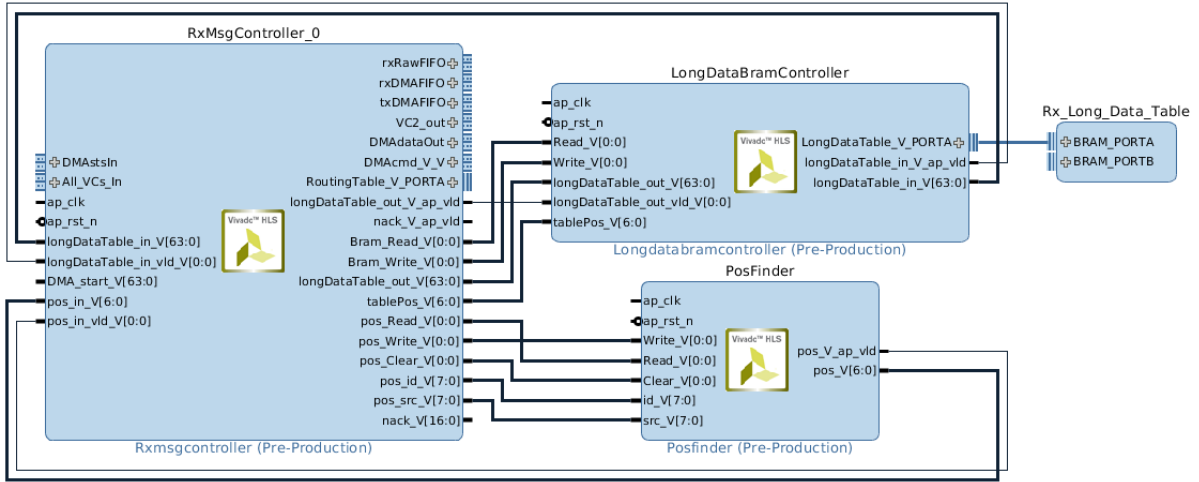 RxMsgController_0
rxRawFIFO
rxDMAFIFO
txDMAFIFO
VC2_out
DMAdataOut
DMAstsIn
DMAcmd_V_V
All_VCs_In
RoutingTable_V_PORTA
ap_clk
longDataTable_out_V_ap_vld
ap_rst_n
nack_V_ap_vld
longDataTable_in_V[63:0]
Bram_Read_V[0:0]
longDataTable_in_vld_V[0:0]
Bram_Write_V[0:0]
DMA_start_V[63:0]
longDataTable_out_V[63:0]
pos_in_V[6:0]
tablePos_V[6:0]
pos_in_vld_V[0:0]
pos_Read_V[0:0]
pos_Write_V[0:0]
pos_Clear_V[0:0]
pos_id_V[7:0]
pos_src_V[7:0]
nack_V[16:0]
Vivado™ HLS
Rxmsgcontroller (Pre-Production)
LongDataBramController
ap_clk
ap_rst_n
Read_V[0:0]
LongDataTable_V_PORTA
Write_V[0:0]
longDataTable_in_V_ap_vld
longDataTable_out_V[63:0]
longDataTable_in_V[63:0]
longDataTable_out_vld_V[0:0]
tablePos_V[6:0]
Vivado™ HLS
Longdatabramcontroller (Pre-Production)
Rx_Long_Data_Table
BRAM_PORTA
BRAM_PORTB
PosFinder
ap_clk
ap_rst_n
Write_V[0:0]
pos_V_ap_vld
Read_V[0:0]
pos_V[6:0]
Clear_V[0:0]
id_V[7:0]
src_V[7:0]
Vivado™ HLS
Posfinder (Pre-Production)